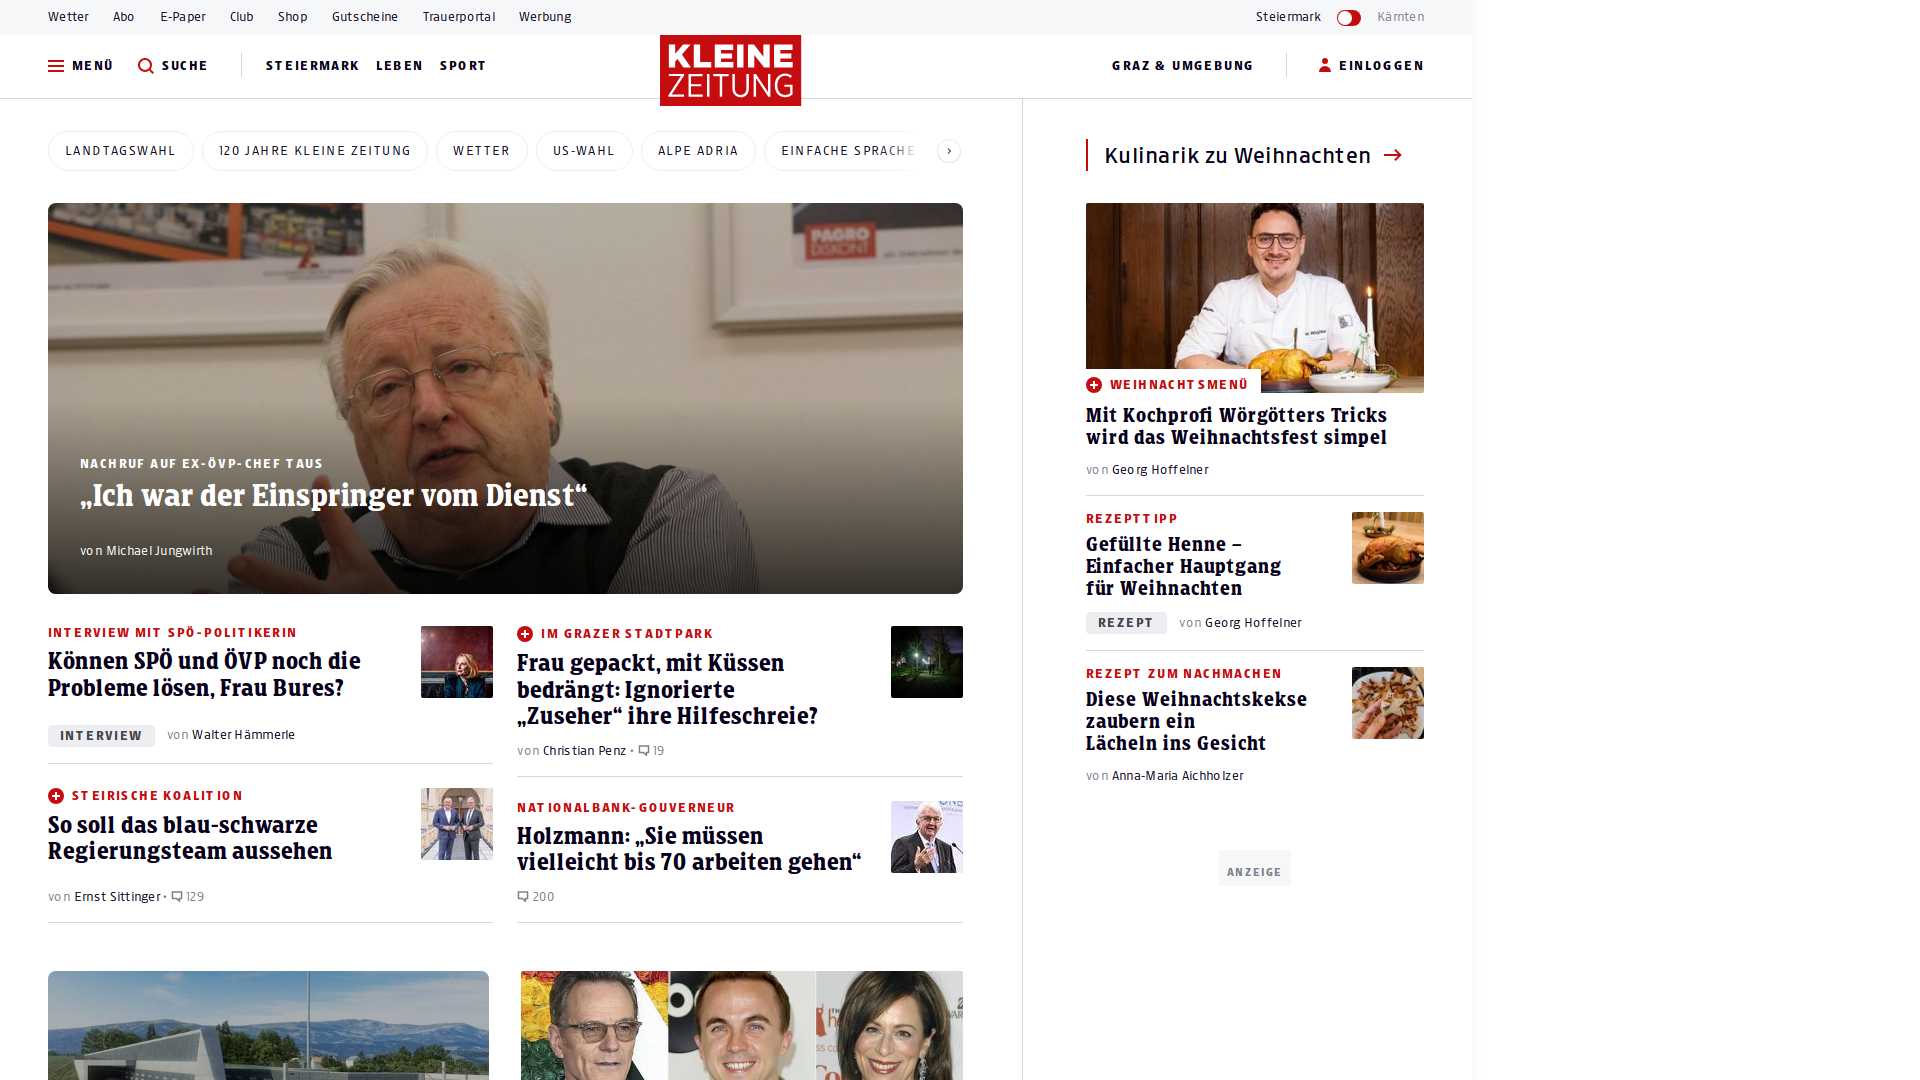 Wetter Abo E-Paper Club Shop Gutscheine Trauerportal Werbung Steiermark Kärnten
MENÜ SUCHE STEIERMARK LEBEN SPORT KLEINE ZEITUNG GRAZ & UMGEBUNG EINLOGGEN
LANDTAGSWAHL 120 JAHRE KLEINE ZEITUNG WETTER US-WAHL ALPE ADRIA EINFACHE SPRACHE
PAGRO
DISKONT
NACHRUF AUF EX-ÖVP-CHEF TAUS
„Ich war der Einspringer vom Dienst“
von Michael Jungwirth
INTERVIEW MIT SPÖ-POLITIKERIN
Können SPÖ und ÖVP noch die
Probleme lösen, Frau Bures?
INTERVIEW von Walter Hämmerle
STEIRISCHE KOALITION
So soll das blau-schwarze
Regierungsteam aussehen
von Ernst Sittinger • 129
IM GRAZER STADTPARK
Frau gepackt, mit Küssen
bedrängt: Ignorierte
„Zuseher“ ihre Hilfeschreie?
von Christian Penz • 19
NATIONALBANK-GOUVERNEUR
Holzmann: „Sie müssen
vielleicht bis 70 arbeiten gehen“
200
Kulinarik zu Weihnachten
WEIHNACHTSMENÜ
Mit Kochprofi Wörgötters Tricks
wird das Weihnachtsfest simpel
von Georg Hoffelner
REZEPTTIPP
Gefüllte Henne –
Einfacher Hauptgang
für Weihnachten
REZEPT von Georg Hoffelner
REZEPT ZUM NACHMACHEN
Diese Weihnachtskekse
zaubern ein
Lächeln ins Gesicht
von Anna-Maria Aichholzer
ANZEIGE